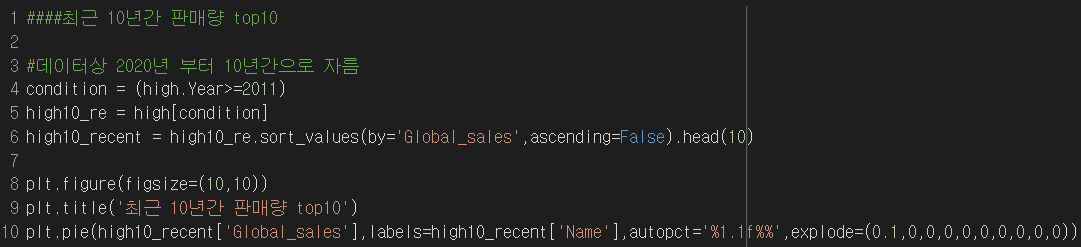 1 ####최근 10년간 판매량 top10
2
3 #데이터상 2020년 부터 10년간으로 자름
4 condition = (high.Year>=2011)
5 high10_re = high[condition]
6 high10_recent = high10_re.sort_values(by='Global_sales',ascending=False).head(10)
7
8 plt.figure(figsize=(10,10))
9 plt.title('최근 10년간 판매량 top10')
10 plt.pie(high10_recent['Global_sales'],labels=high10_recent['Name'],autopct='%1.1f%%',explode=(0.1,0,0,0,0,0,0,0,0,0))